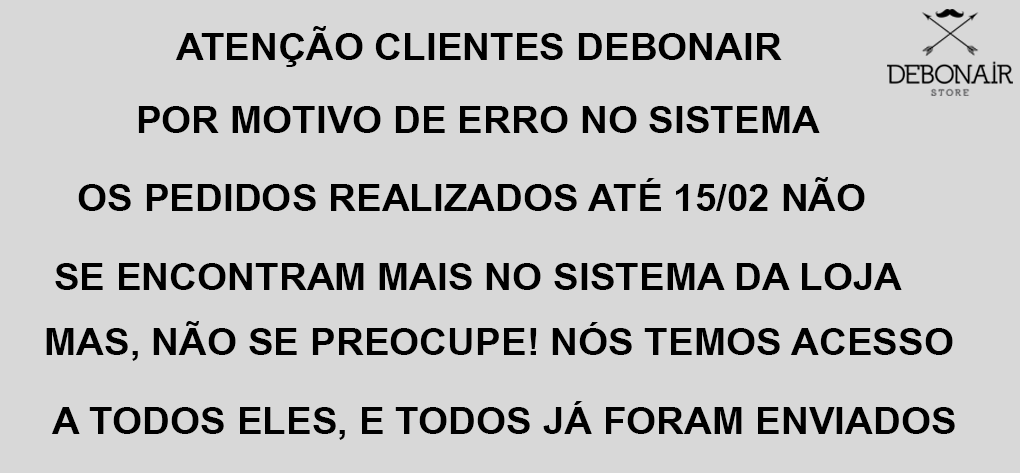 ATENÇÃO CLIENTES DEBONAIR
DEBONAIR
STORE
POR MOTIVO DE ERRO NO SISTEMA
OS PEDIDOS REALIZADOS ATÉ 15/02 NÃO
SE ENCONTRAM MAIS NO SISTEMA DA LOJA
MAS, NÃO SE PREOCUPE! NÓS TEMOS ACESSO
A TODOS ELES, E TODOS JÁ FORAM ENVIADOS